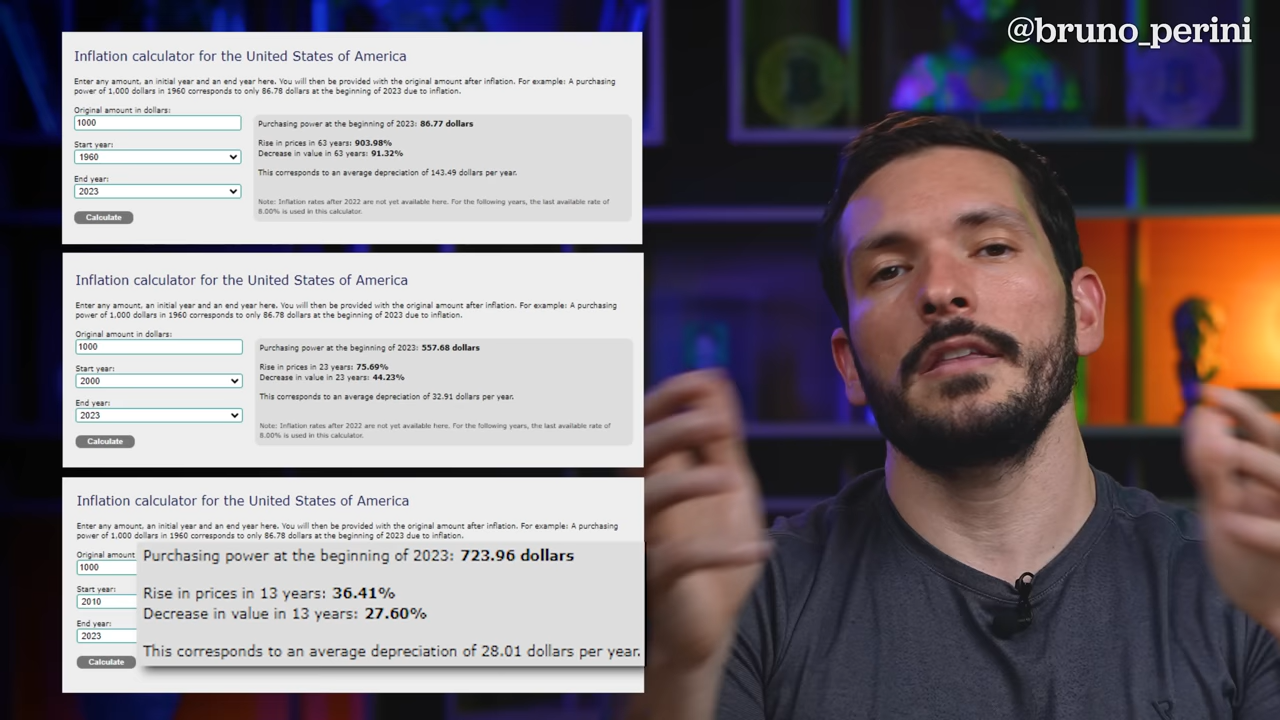 @bruno_perini
Inflation calculator for the United States of America
Enter any amount, an initial year and an end year here. You will then be provided with the original amount after inflation. For example: A purchasing
power of 1,000 dollars in 1960 corresponds to only 86.78 dollars at the beginning of 2023 due to inflation.
Original amount in dollars:
1000
Start year:
1960
End year:
2023
Calculate
Purchasing power at the beginning of 2023: 86.77 dollars
Rise in prices in 63 years: 903.98%
Decrease in value in 63 years: 91.32%
This corresponds to an average depreciation of 143.49 dollars per year.
Note: Inflation rates after 2022 are not yet available here. For the following years, the last available rate of
8.00% is used in this calculator.
Inflation calculator for the United States of America
Enter any amount, an initial year and an end year here. You will then be provided with the original amount after inflation. For example: A purchasing
power of 1,000 dollars in 1960 corresponds to only 86.78 dollars at the beginning of 2023 due to inflation.
Original amount in dollars:
1000
Start year:
2000
End year:
2023
Calculate
Purchasing power at the beginning of 2023: 557.68 dollars
Rise in prices in 23 years: 75.69%
Decrease in value in 23 years: 44.23%
This corresponds to an average depreciation of 32.91 dollars per year.
Note: Inflation rates after 2022 are not yet available here. For the following years, the last available rate of
8.00% is used in this calculator.
Inflation calculator for the United States of America
Enter any amount, an initial year and an end year here. You will then be provided with the original amount after inflation. For example: A purchasing
power of 1,000 dollars in 1960 corresponds to only 86.78 dollars at the beginning of 2023 due to inflation.
Original amount
1000
Start year:
2010
End year:
2023
Calculate
Purchasing power at the beginning of 2023: 723.96 dollars
Rise in prices in 13 years: 36.41%
Decrease in value in 13 years: 27.60%
This corresponds to an average depreciation of 28.01 dollars per year.